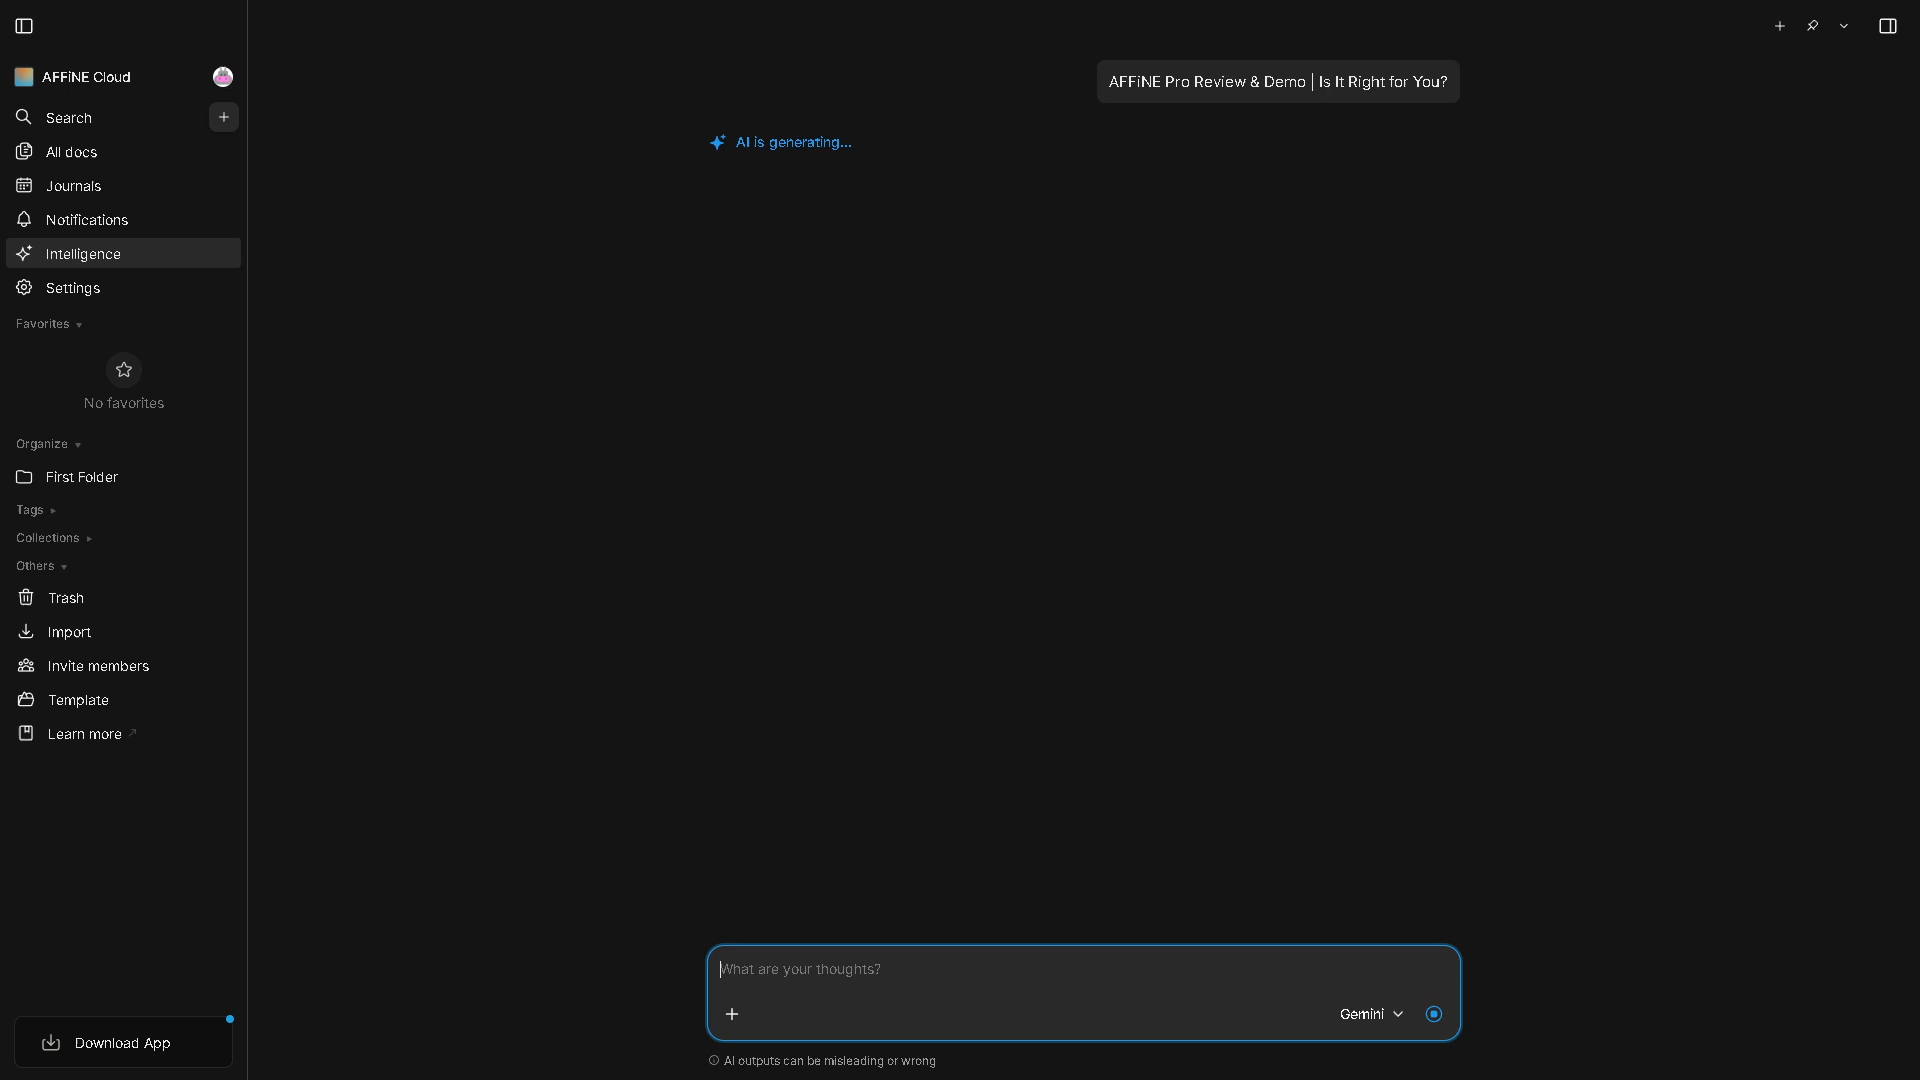 AFFiNE Cloud
Search
All docs
Journals
Notifications
Intelligence
Settings
Favorites
No favorites
Organize
First Folder
Tags
Collections
Others
Trash
Import
Invite members
Template
Learn more
Download App
AFFiNE Pro Review & Demo | Is It Right for You?
AI is generating...
What are your thoughts?
Gemini
AI outputs can be misleading or wrong